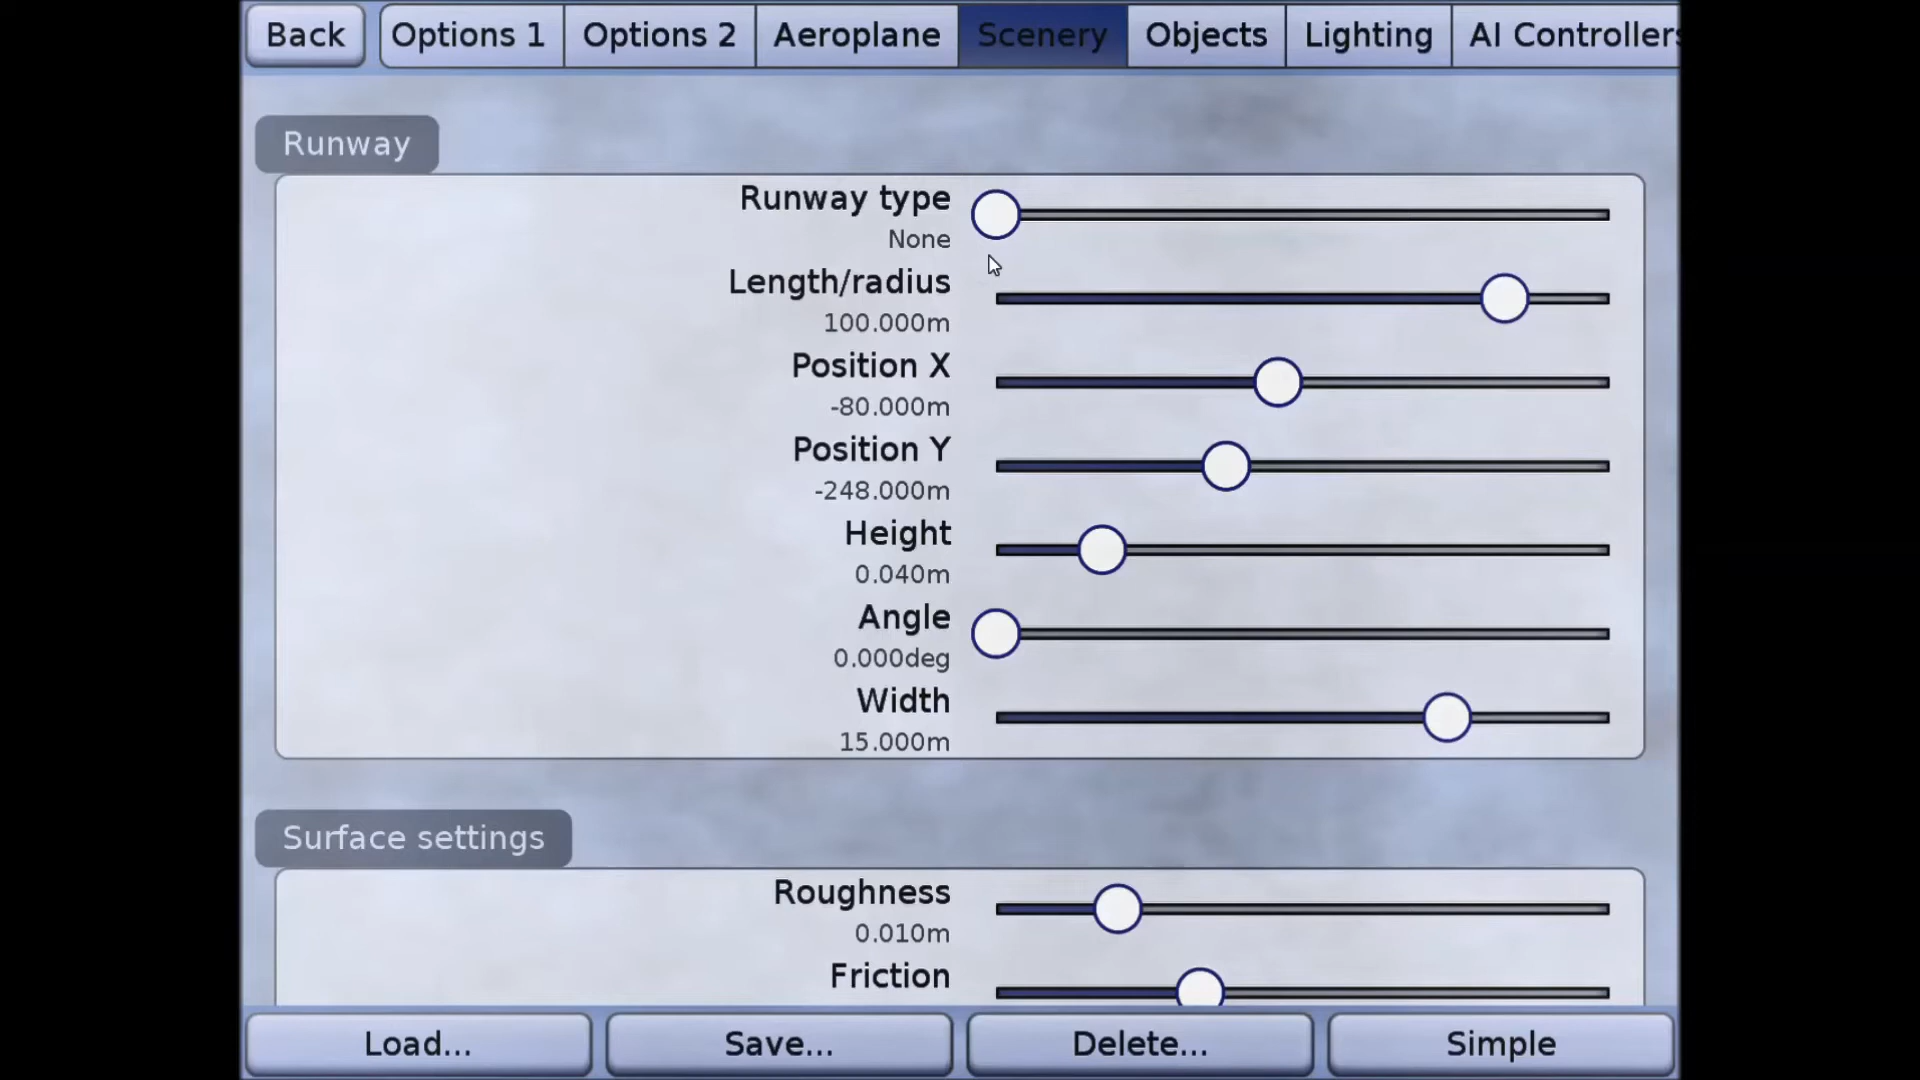 Back
Options 1
Options 2
Aeroplane
Scenery
Objects
Lighting
AI Controllers
Runway
Runway type
None
Length/radius
100.000m
Position X
-80.000m
Position Y
-248.000m
Height
0.040m
Angle
0.000deg
Width
15.000m
Surface settings
Roughness
0.010m
Friction
Load...
Save...
Delete...
Simple